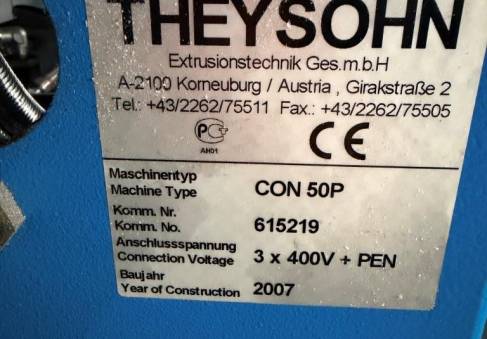 THEYSOHN
Extrusionstechnik Ges.m.b.H
A-2100 Korneuburg / Austria , Girakstraße 2
Tel.: +43/2262/75511 Fax.: +43/2262/75505
PC CE
AH01
Maschinentyp
Machine Type CON 50P
Komm. Nr.
Komm. No. 615219
Anschlussspannung
Connection Voltage 3 x 400V + PEN
Baujahr
Year of Construction 2007